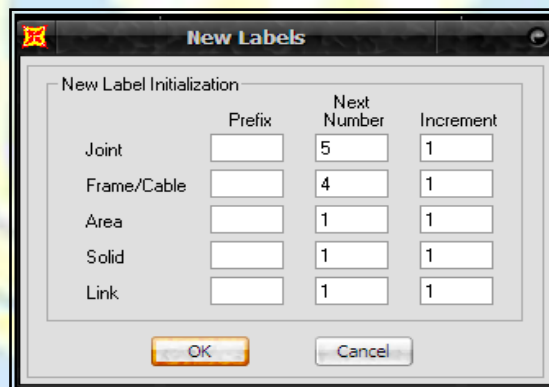 New Labels
New Label Initialization
Prefix Next Number Increment
Joint 5 1
Frame/Cable 4 1
Area 1 1
Solid 1 1
Link 1 1
OK Cancel